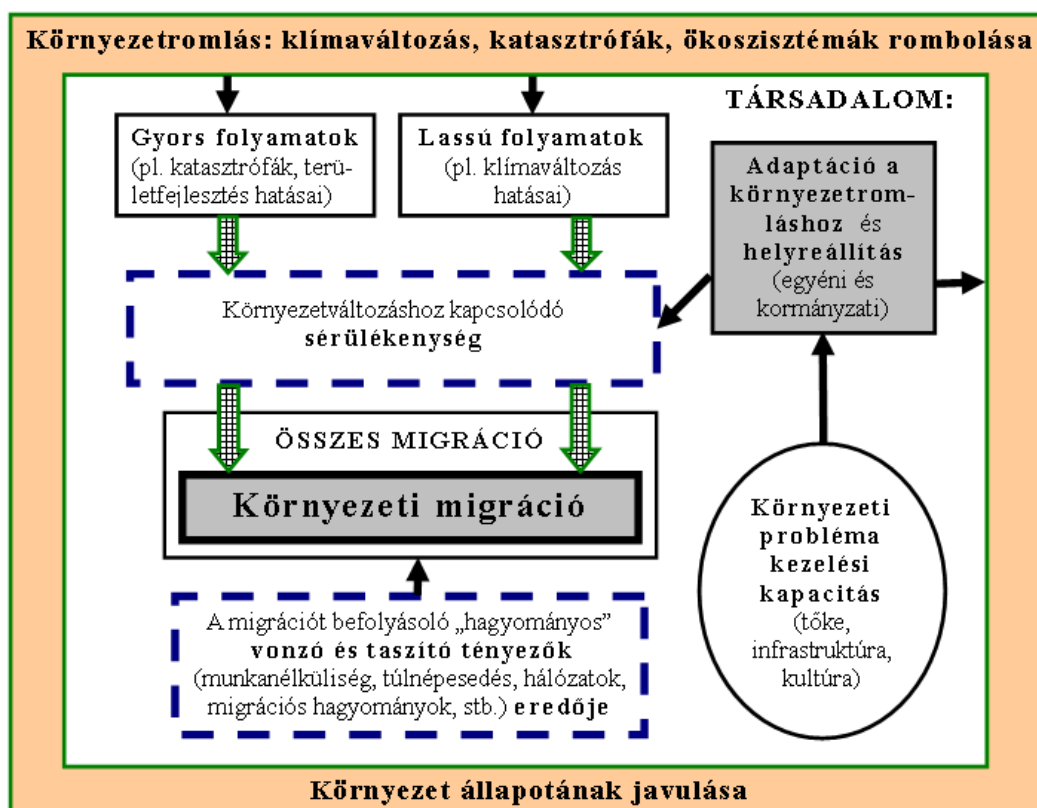 Környezetromlás: klímaváltozás, katasztrófák, ökoszisztémák rombolása
TÁRSADALOM:
Gyors folyamatok
(pl. katasztrófák, terü-
letfejlesztés hatásai)
Lassú folyamatok
(pl. klímaváltozás
hatásai)
Adaptáció a
környezetrom-
láshoz és
helyreállítás
(egyéni és
kormányzati)
Környezetváltozáshoz kapcsolódó
sérülékenység
ÖSSZES MIGRÁCIÓ
Környezeti migráció
Környezeti
probléma
kezelési
kapacitás
(tőke,
infrastruktúra,
kultúra)
A migrációt befolyásoló „hagyományos”
vonzó és taszító tényezők
(munkanélküliség, túlnépesedés, hálózatok,
migrációs hagyományok, stb.) eredője
Környezet állapotának javulása